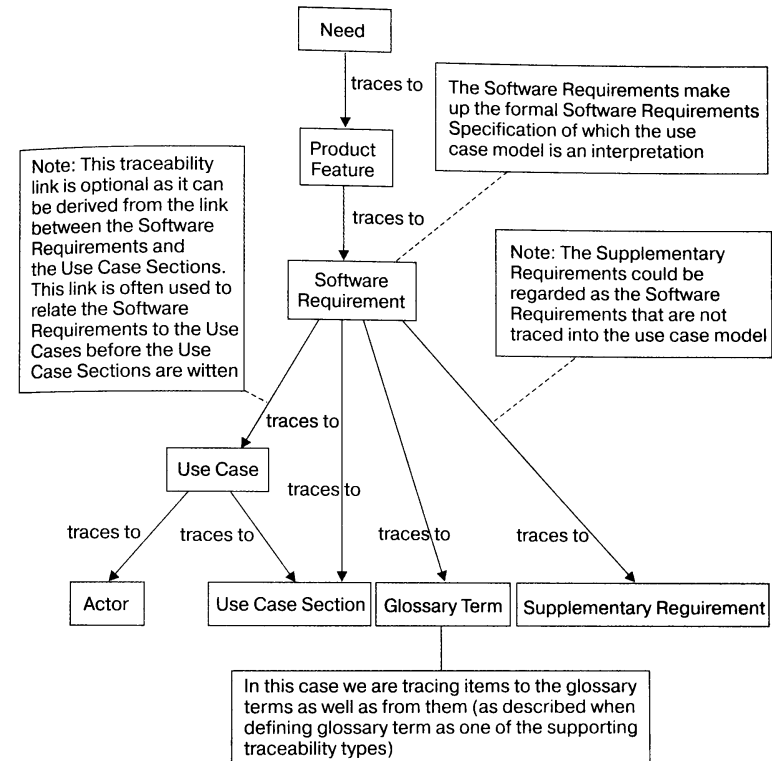 Need
traces to
The Software Requirements make
up the formal Software Requirements
Specification of which the use
case model is an interpretation
Product
Feature
Note: This traceability
link is optional as it can
be derived from the link
between the Software
Requirements and
the Use Case Sections.
This link is often used to
relate the Software
Requirements to the Use
Cases before the Use
Case Sections are witten
traces to
Note: The Supplementary
Requirements could be
regarded as the Software
Requirements that are not
traced into the use case model
Software
Requirement
traces to
Use Case
traces to
traces to
traces to
traces to
traces to
Actor
Use Case Section
Glossary Term
Supplementary Reguirement
In this case we are tracing items to the glossary
terms as well as from them (as described when
defining glossary term as one of the supporting
traceability types)